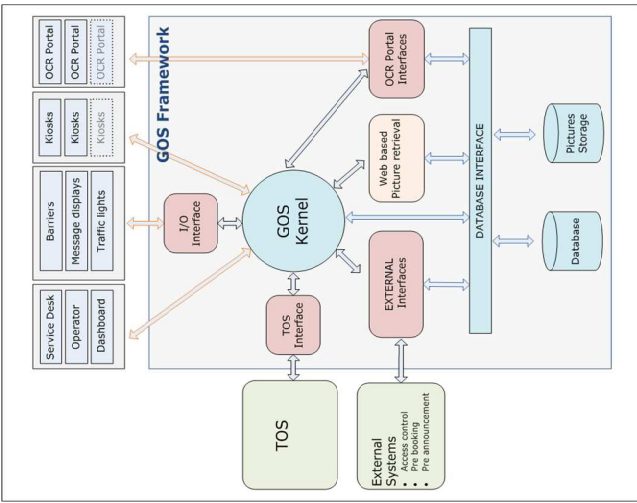 Service Desk
Operator
Dashboard
Barriers
Message displays
Traffic lights
Kiosks
Kiosks
Kiosks
OCR Portal
OCR Portal
OCR Portal
GOS Framework
I/O
Interface
TOS
TOS
Interface
GOS
Kernel
OCR Portal
Interfaces
Web based
Picture retrieval
EXTERNAL
Interfaces
External
Systems
• Access control
• Pre booking
• Pre announcement
DATABASE INTERFACE
Database
Pictures
Storage